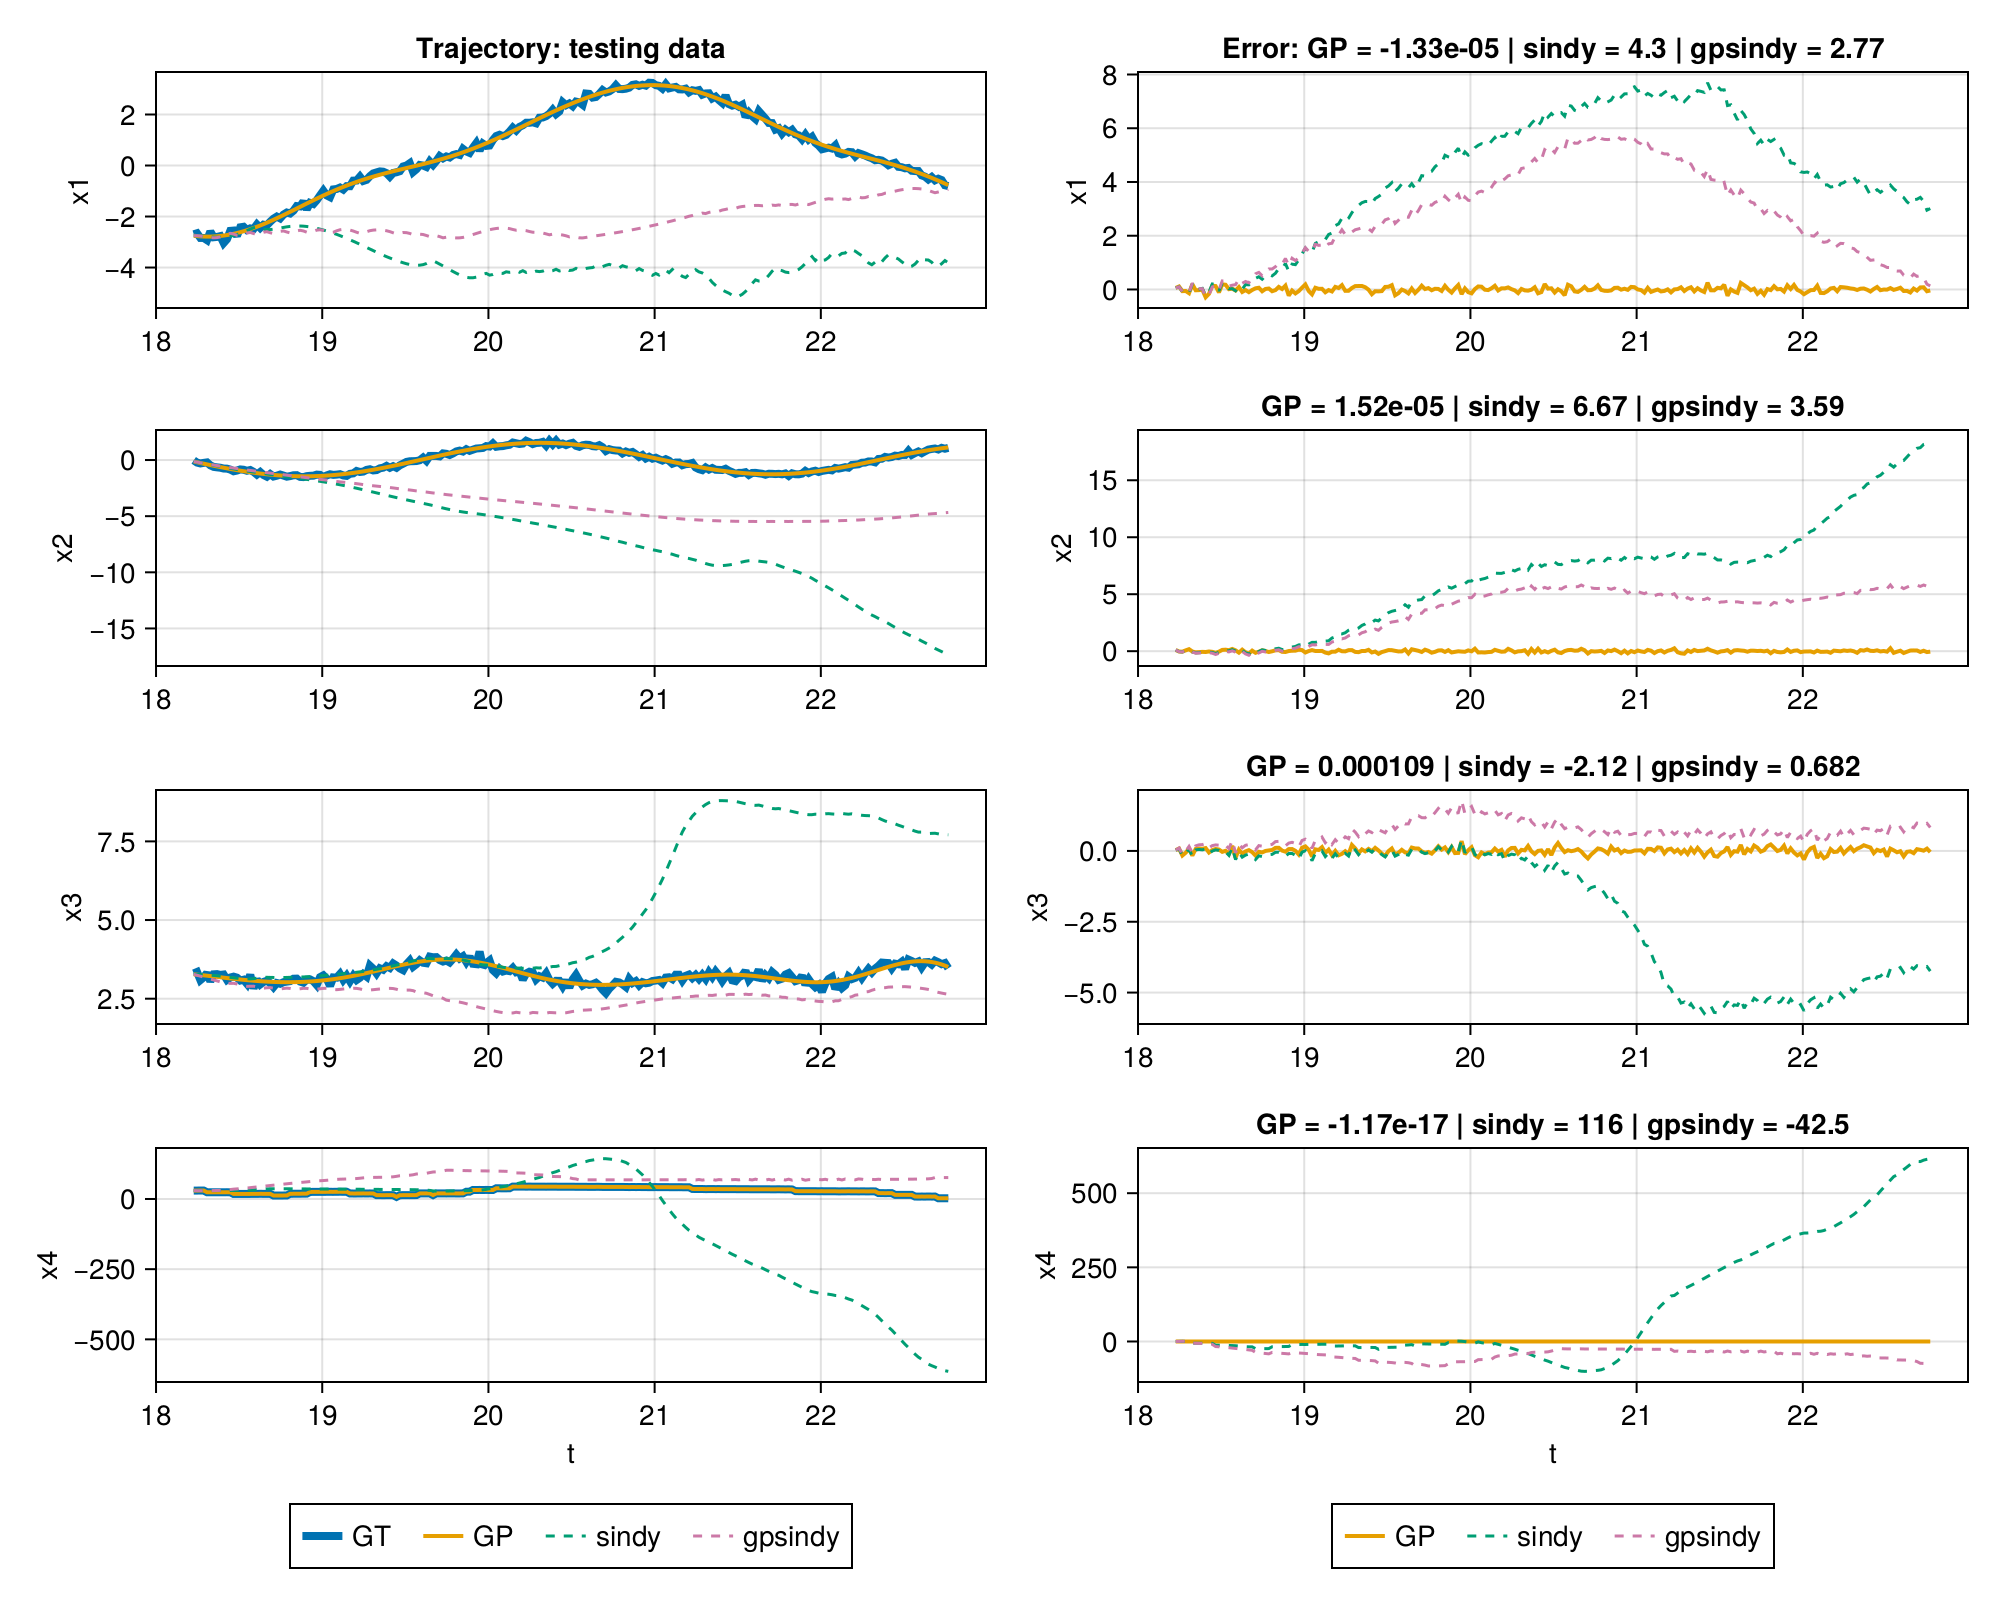 Trajectory: testing data
x1
2
0
−2
−4
18 19 20 21 22
Error: GP = -1.33e-05 | sindy = 4.3 | gpsindy = 2.77
x1
8
6
4
2
0
18 19 20 21 22
x2
0
−5
−10
−15
18 19 20 21 22
GP = 1.52e-05 | sindy = 6.67 | gpsindy = 3.59
x2
15
10
5
0
18 19 20 21 22
x3
7.5
5.0
2.5
18 19 20 21 22
GP = 0.000109 | sindy = -2.12 | gpsindy = 0.682
x3
0.0
−2.5
−5.0
18 19 20 21 22
x4
0
−250
−500
18 19 20 21 22
t
GP = -1.17e-17 | sindy = 116 | gpsindy = -42.5
x4
500
250
0
18 19 20 21 22
t
GT GP sindy gpsindy
GP sindy gpsindy